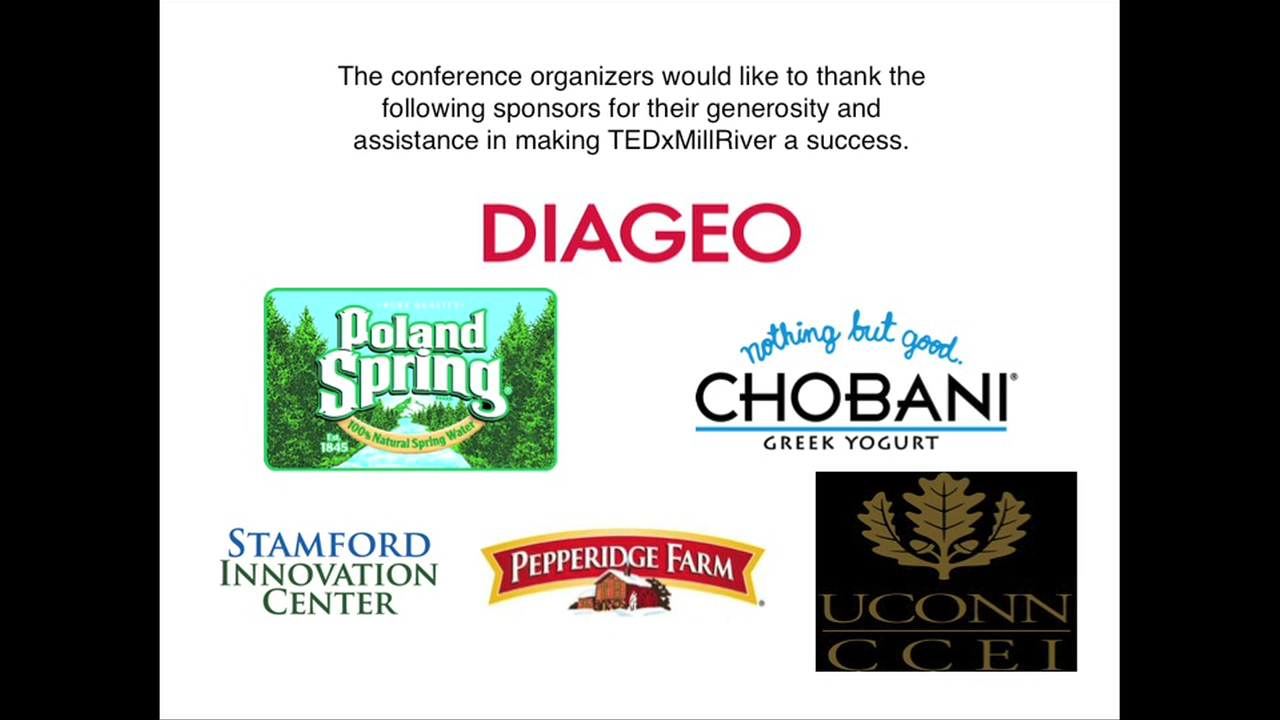 The conference organizers would like to thank the
following sponsors for their generosity and
assistance in making TEDxMillRiver a success.
DIAGEO
PURE QUALITY
Poland
Spring®
100% Natural Spring Water
Est.
1845
nothing but good.
CHOBANI®
GREEK YOGURT
STAMFORD
INNOVATION
CENTER
PEPPERIDGE FARM®
UCONN
CCEI